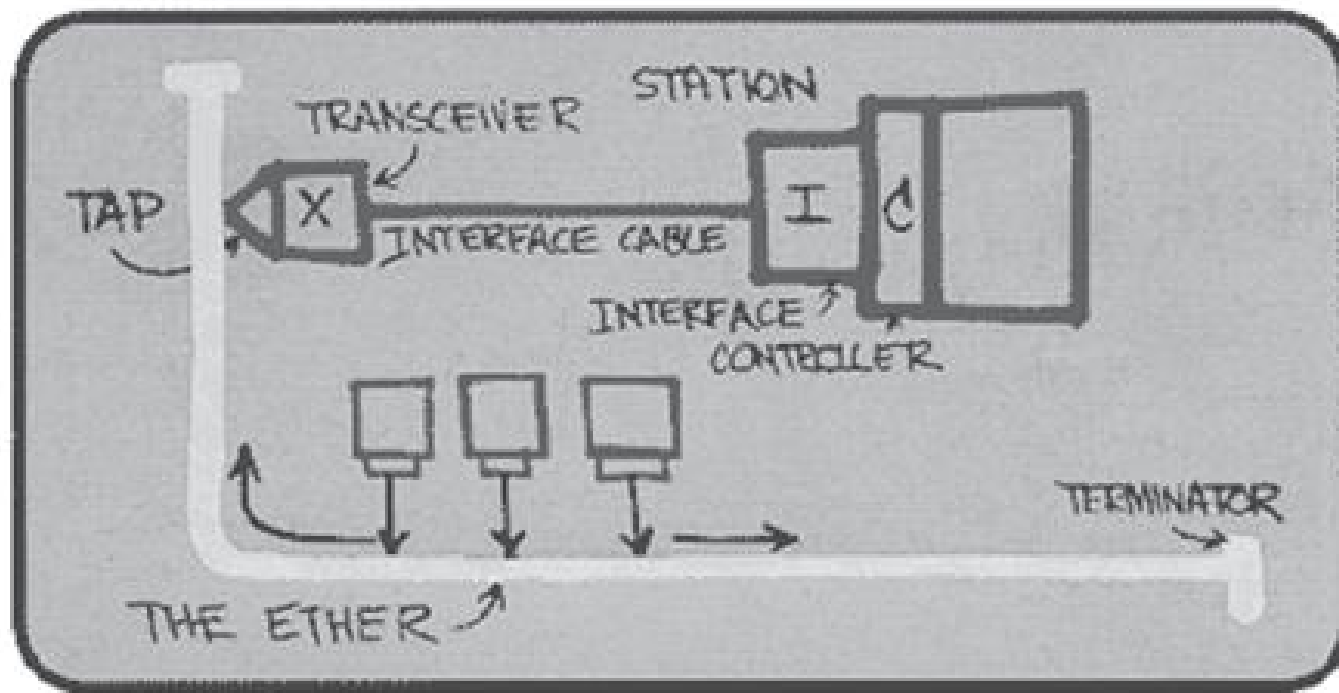 STATION
TRANSCEIVER
TAP
X
I
C
INTERFACE CABLE
INTERFACE
CONTROLLER
TERMINATOR
THE ETHER